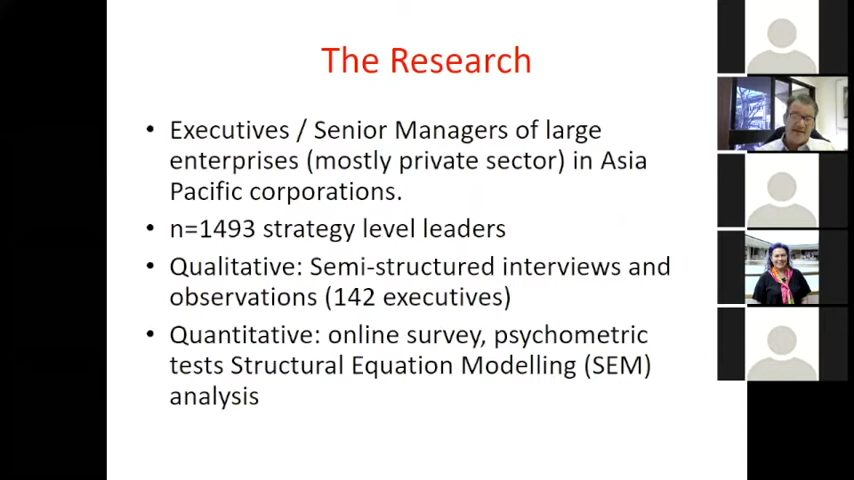 The Research
• Executives / Senior Managers of large
enterprises (mostly private sector) in Asia
Pacific corporations.
• n=1493 strategy level leaders
• Qualitative: Semi-structured interviews and
observations (142 executives)
• Quantitative: online survey, psychometric
tests Structural Equation Modelling (SEM)
analysis